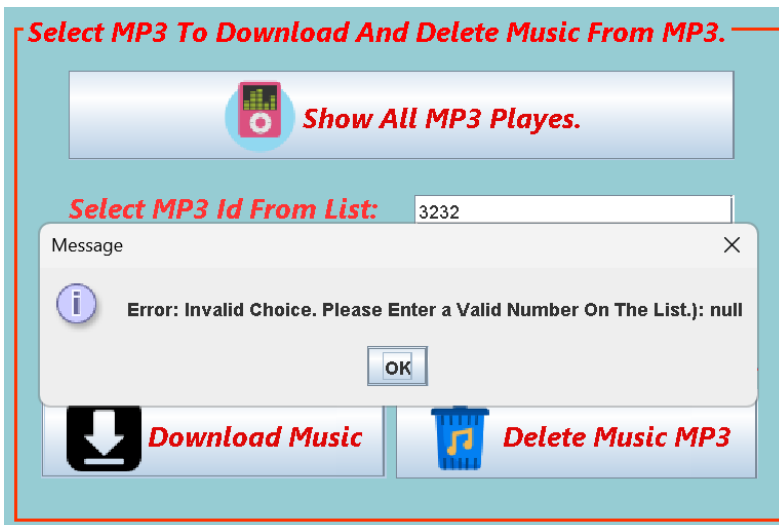 Select MP3 To Download And Delete Music From MP3.
Show All MP3 Playes.
Select MP3 Id From List:
3232
Message
Error: Invalid Choice. Please Enter a Valid Number On The List.): null
OK
Download Music
Delete Music MP3